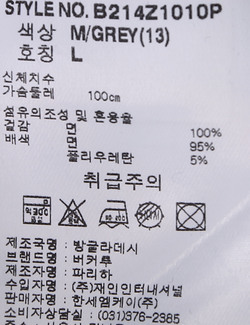 STYLE NO. B214Z1010P
색상 M/GREY(13)
호칭 L
신체치수
가슴둘레 100cm
섬유의조성 및 혼용율
겉감 면 100%
배색 면 95%
폴리우레탄 5%
취급주의
제조국명 : 방글라데시
브랜드명 : 버커루
제조자명 : 파리하
수입자명 : (주)재인인터내셔널
판매자명 : 한세엠케이(주)
소비자상담실 : (031)376-2385